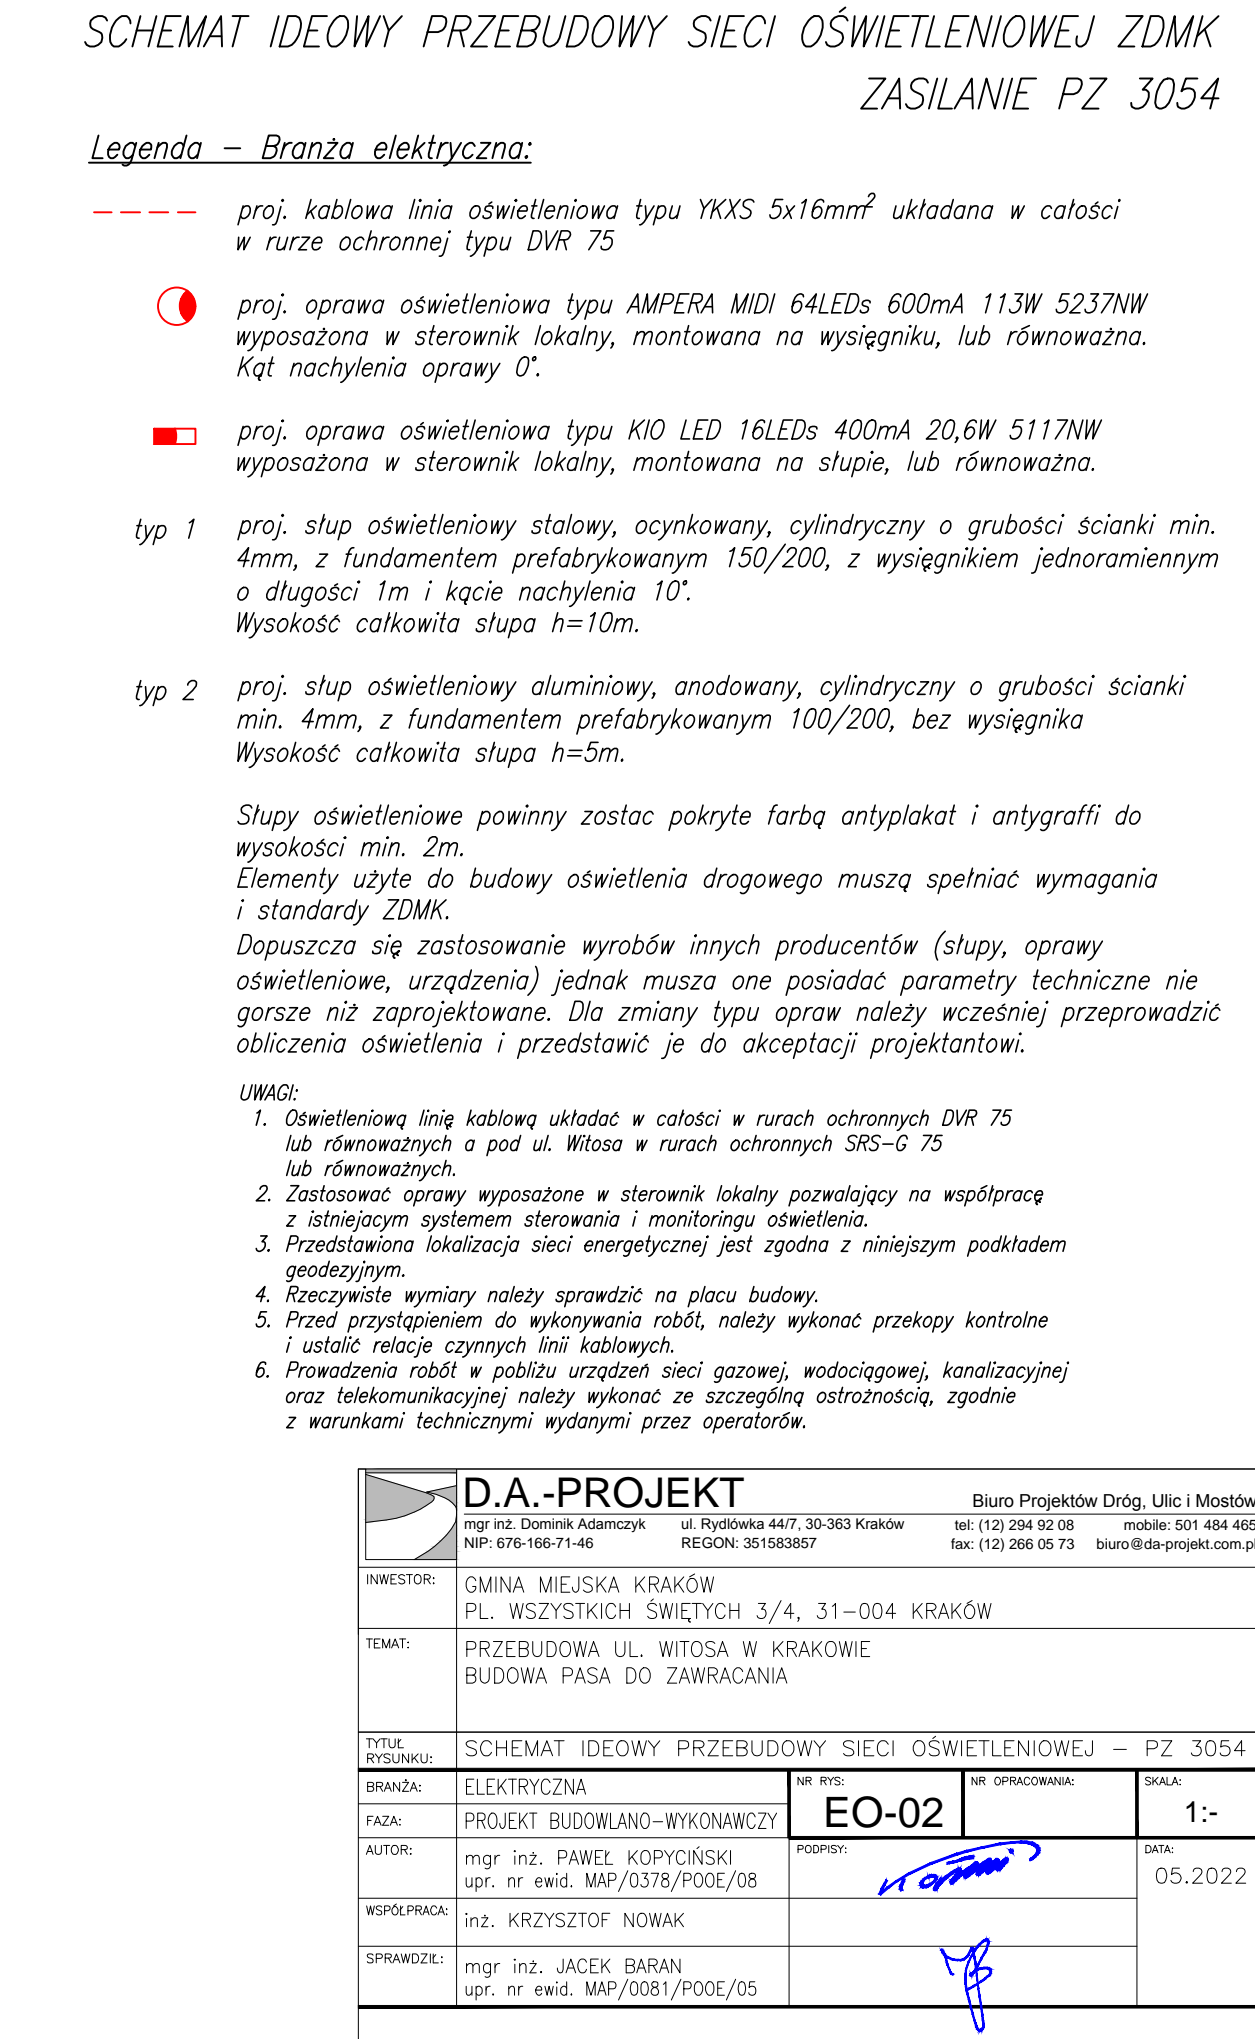 SCHEMAT IDEOWY PRZEBUDOWY SIECI OŚWIETLENIOWEJ ZDMK
ZASILANIE PZ 3054
Legenda – Branża elektryczna:
proj. kablowa linia oświetleniowa typu YKXS 5x16mm² układana w całości
w rurze ochronnej typu DVR 75
proj. oprawa oświetleniowa typu AMPERA MIDI 64LEDs 600mA 113W 5237NW
wyposażona w sterownik lokalny, montowana na wysięgniku, lub równoważna.
Kąt nachylenia oprawy 0°.
proj. oprawa oświetleniowa typu KIO LED 16LEDs 400mA 20,6W 5117NW
wyposażona w sterownik lokalny, montowana na słupie, lub równoważna.
typ 1 proj. słup oświetleniowy stalowy, ocynkowany, cylindryczny o grubości ścianki min.
4mm, z fundamentem prefabrykowanym 150/200, z wysięgnikiem jednoramiennym
o długości 1m i kącie nachylenia 10°.
Wysokość całkowita słupa h=10m.
typ 2 proj. słup oświetleniowy aluminiowy, anodowany, cylindryczny o grubości ścianki
min. 4mm, z fundamentem prefabrykowanym 100/200, bez wysięgnika
Wysokość całkowita słupa h=5m.
Słupy oświetleniowe powinny zostac pokryte farbą antyplakat i antygraffi do
wysokości min. 2m.
Elementy użyte do budowy oświetlenia drogowego muszą spełniać wymagania
i standardy ZDMK.
Dopuszcza się zastosowanie wyrobów innych producentów (słupy, oprawy
oświetleniowe, urządzenia) jednak musza one posiadać parametry techniczne nie
gorsze niż zaprojektowane. Dla zmiany typu opraw należy wcześniej przeprowadzić
obliczenia oświetlenia i przedstawić je do akceptacji projektantowi.
UWAGI:
1. Oświetleniową linię kablową układać w całości w rurach ochronnych DVR 75
lub równoważnych a pod ul. Witosa w rurach ochronnych SRS–G 75
lub równoważnych.
2. Zastosować oprawy wyposażone w sterownik lokalny pozwalający na współpracę
z istniejacym systemem sterowania i monitoringu oświetlenia.
3. Przedstawiona lokalizacja sieci energetycznej jest zgodna z niniejszym podkładem
geodezyjnym.
4. Rzeczywiste wymiary należy sprawdzić na placu budowy.
5. Przed przystąpieniem do wykonywania robót, należy wykonać przekopy kontrolne
i ustalić relacje czynnych linii kablowych.
6. Prowadzenia robót w pobliżu urządzeń sieci gazowej, wodociągowej, kanalizacyjnej
oraz telekomunikacyjnej należy wykonać ze szczególną ostrożnością, zgodnie
z warunkami technicznymi wydanymi przez operatorów.
D.A.-PROJEKT Biuro Projektów Dróg, Ulic i Mostów
mgr inż. Dominik Adamczyk ul. Rydlówka 44/7, 30-363 Kraków tel: (12) 294 92 08 mobile: 501 484 465
NIP: 676-166-71-46 REGON: 351583857 fax: (12) 266 05 73 biuro@da-projekt.com.pl
INWESTOR: GMINA MIEJSKA KRAKÓW
PL. WSZYSTKICH ŚWIĘTYCH 3/4, 31–004 KRAKÓW
TEMAT: PRZEBUDOWA UL. WITOSA W KRAKOWIE
BUDOWA PASA DO ZAWRACANIA
TYTUŁ
RYSUNKU: SCHEMAT IDEOWY PRZEBUDOWY SIECI OŚWIETLENIOWEJ – PZ 3054
BRANŻA: ELEKTRYCZNA NR RYS: NR OPRACOWANIA: SKALA:
EO-02 1:-
FAZA: PROJEKT BUDOWLANO–WYKONAWCZY
AUTOR: mgr inż. PAWEŁ KOPYCIŃSKI PODPISY: DATA:
upr. nr ewid. MAP/0378/POOE/08 05.2022
WSPÓŁPRACA: inż. KRZYSZTOF NOWAK
SPRAWDZIŁ: mgr inż. JACEK BARAN
upr. nr ewid. MAP/0081/POOE/05